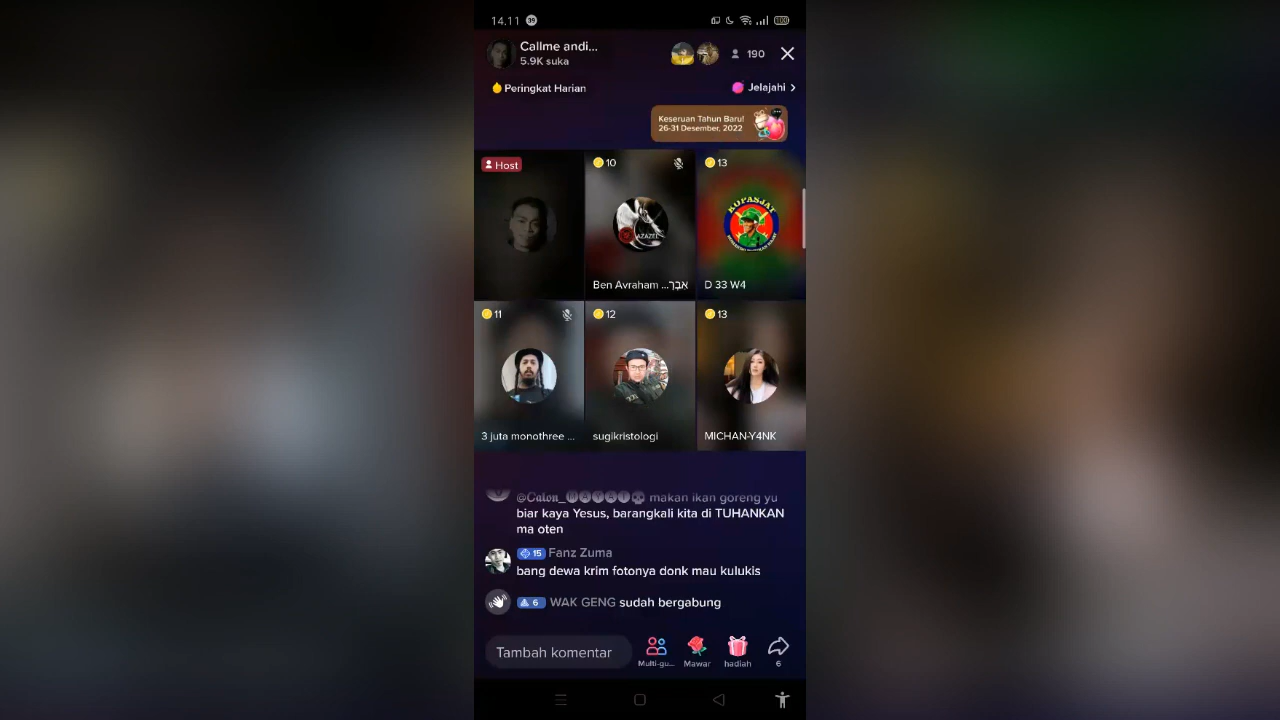 14.11 39
Callme andi...
5.9K suka
190
Peringkat Harian
Jelajahi
Keseruan Tahun Baru!
26-31 Desember, 2022
Host
10
13
KOPASJAT
AZAZEL
Ben Avraham ...אבֶךְ
D 33 W4
11
12
13
3 juta monothree ...
sugikristologi
MICHAN-Y4NK
makan ikan goreng yu
biar kaya Yesus, barangkali kita di TUHANKAN
ma oten
15 Fanz Zuma
bang dewa krim fotonya donk mau kulukis
6 WAK GENG sudah bergabung
Tambah komentar
Multi-gu...
Mawar
hadiah
6